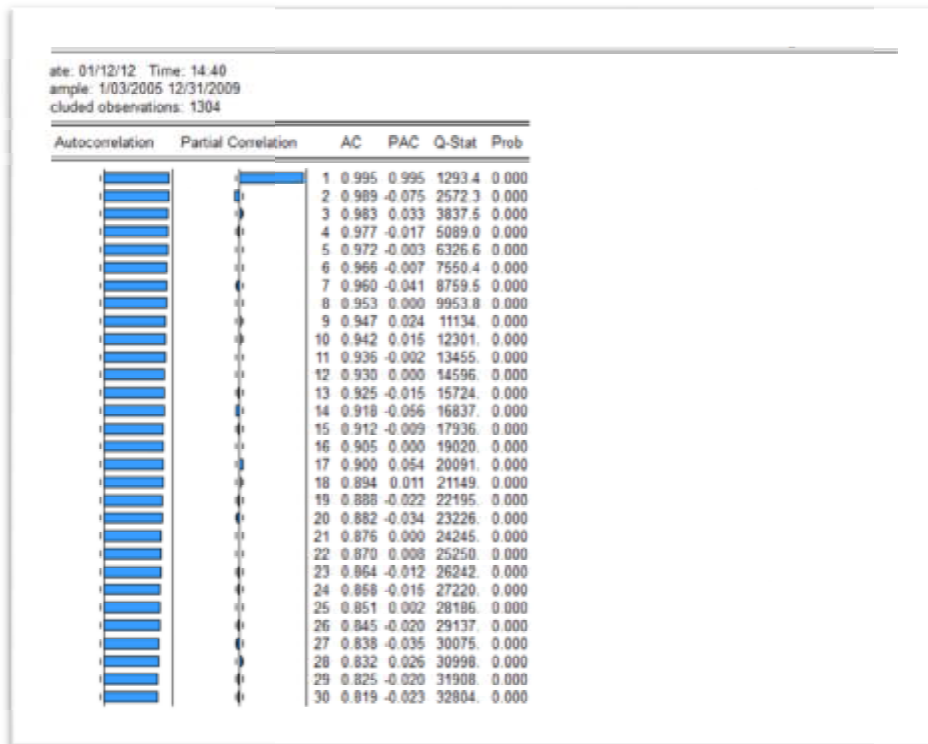 ate: 01/12/12 Time: 14:40
ample: 1/03/2005 12/31/2009
cluded observations: 1304
Autocorrelation Partial Correlation AC PAC Q-Stat Prob
1 0.995 0.995 1293.4 0.000
2 0.989 -0.075 2572.3 0.000
3 0.983 0.033 3837.5 0.000
4 0.977 -0.017 5089.0 0.000
5 0.972 -0.003 6326.6 0.000
6 0.966 -0.007 7550.4 0.000
7 0.960 -0.041 8759.5 0.000
8 0.953 0.000 9953.8 0.000
9 0.947 0.024 11134. 0.000
10 0.942 0.015 12301. 0.000
11 0.936 -0.002 13455. 0.000
12 0.930 0.000 14596. 0.000
13 0.925 -0.015 15724. 0.000
14 0.918 -0.056 16837. 0.000
15 0.912 -0.009 17936. 0.000
16 0.905 0.000 19020. 0.000
17 0.900 0.054 20091. 0.000
18 0.894 0.011 21149. 0.000
19 0.888 -0.022 22195. 0.000
20 0.882 -0.034 23226. 0.000
21 0.876 0.000 24245. 0.000
22 0.870 0.008 25250. 0.000
23 0.864 -0.012 26242. 0.000
24 0.858 -0.015 27220. 0.000
25 0.851 0.002 28186. 0.000
26 0.845 -0.020 29137. 0.000
27 0.838 -0.035 30075. 0.000
28 0.832 0.026 30998. 0.000
29 0.825 -0.020 31908. 0.000
30 0.819 -0.023 32804. 0.000